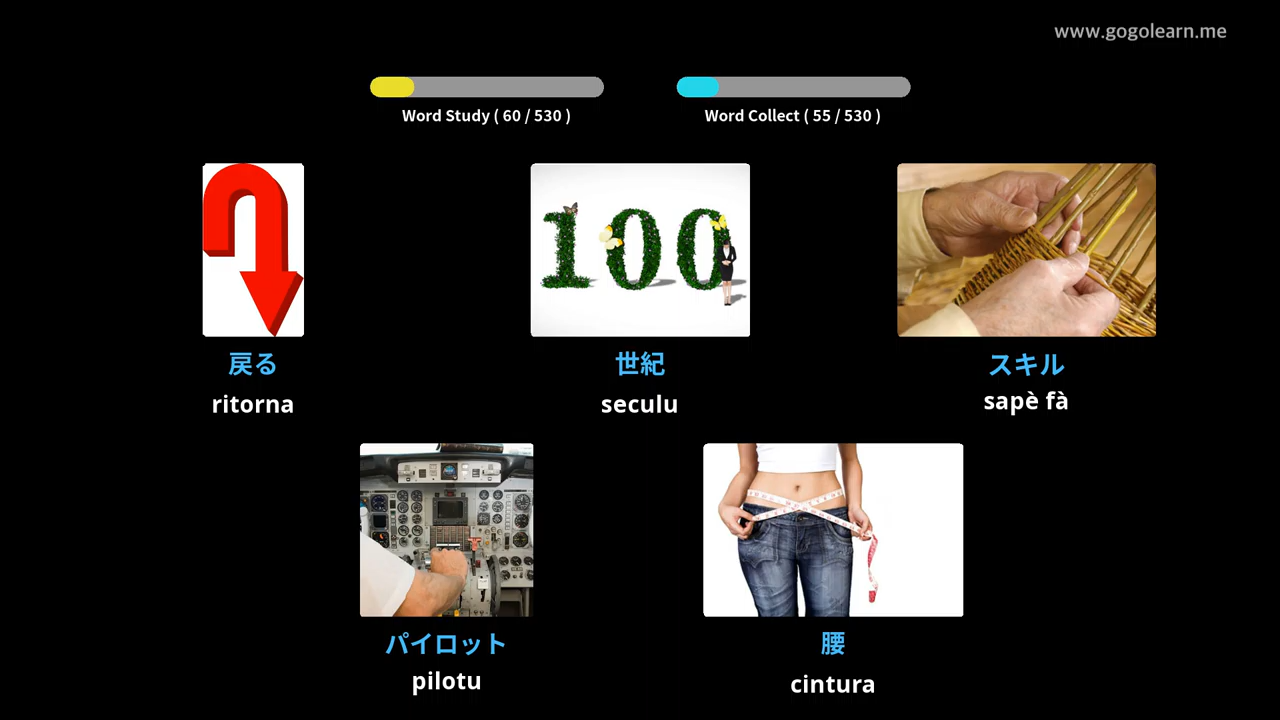 www.gogolearn.me
Word Study ( 60 / 530 )
Word Collect ( 55 / 530 )
100
戻る
ritorna
世紀
seculu
スキル
sapè fà
パイロット
pilotu
腰
cintura